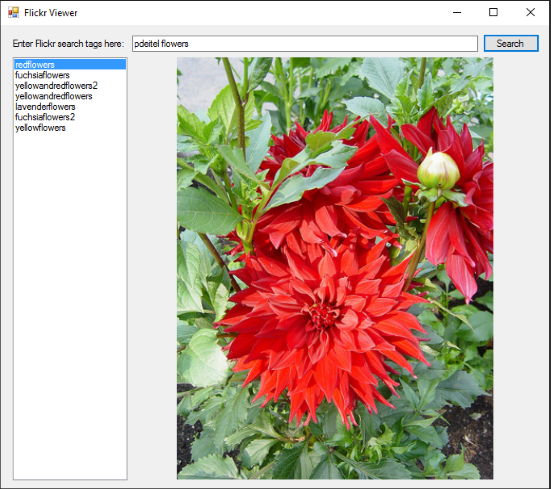 Flickr Viewer
Enter Flickr search tags here: pdeitel flowers Search
redflowers
fuchsiaflowers
yellowandredflowers2
yellowandredflowers
lavenderflowers
fuchsiaflowers2
yellowflowers